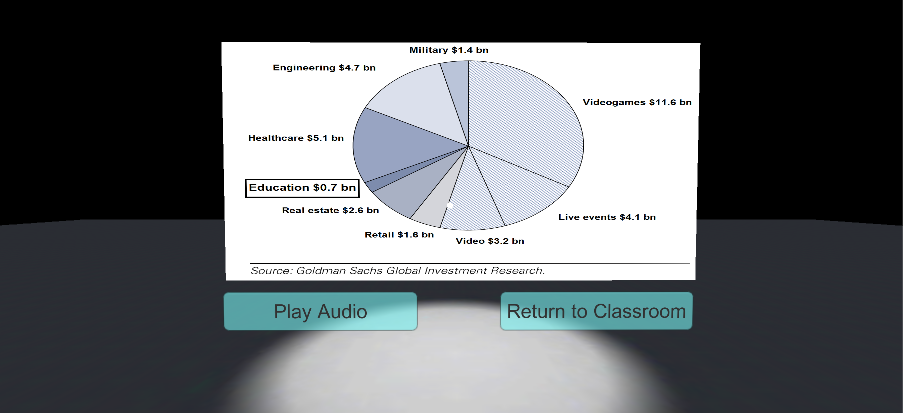 Military $1.4 bn
Engineering $4.7 bn
Videogames $11.6 bn
Healthcare $5.1 bn
Education $0.7 bn
Real estate $2.6 bn
Live events $4.1 bn
Retail $1.6 bn
Video $3.2 bn
Source: Goldman Sachs Global Investment Research.
Play Audio
Return to Classroom